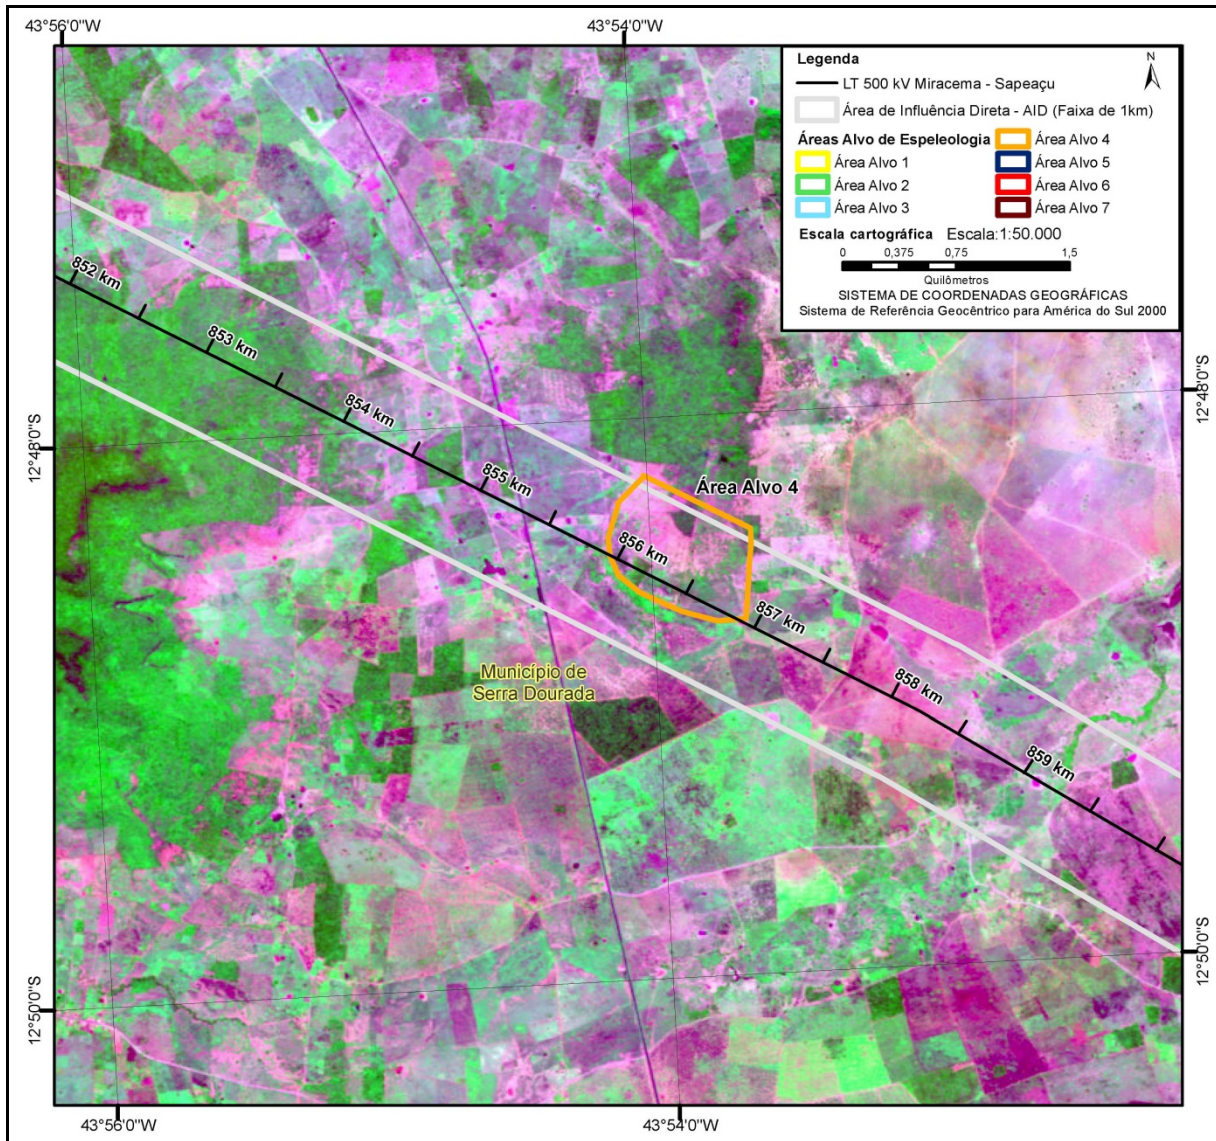 43°56'0"W
43°54'0"W
Legenda
N
LT 500 kV Miracema - Sapeaçu
Área de Influência Direta - AID (Faixa de 1km)
Áreas Alvo de Espeleologia
Área Alvo 4
Área Alvo 1
Área Alvo 5
Área Alvo 2
Área Alvo 6
Área Alvo 3
Área Alvo 7
Escala cartográfica Escala:1:50.000
0 0,375 0,75 1,5
Quilômetros
SISTEMA DE COORDENADAS GEOGRÁFICAS
Sistema de Referência Geocêntrico para América do Sul 2000
852 km
853 km
12°48'0"S
854 km
12°48'0"S
855 km
Área Alvo 4
856 km
857 km
Município de
Serra Dourada
858 km
859 km
12°50'0"S
12°50'0"S
43°56'0"W
43°54'0"W